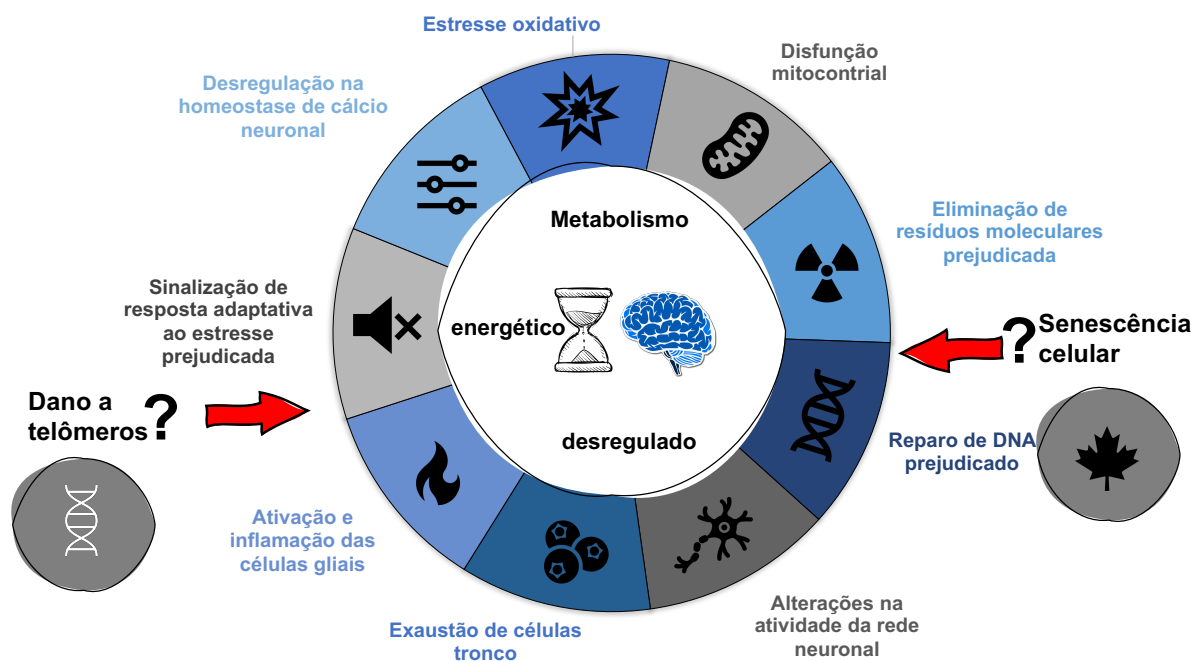 Estresse oxidativo
Disfunção
mitocontrial
Desregulação na
homeostase de cálcio
neuronal
Eliminação de
resíduos moleculares
prejudicada
Metabolismo
energético
desregulado
Sinalização de
resposta adaptativa
ao estresse
prejudicada
? Senescência
celular
Dano a
telômeros ?
Reparo de DNA
prejudicado
Ativação e
inflamação das
células gliais
Alterações na
atividade da rede
neuronal
Exaustão de células
tronco